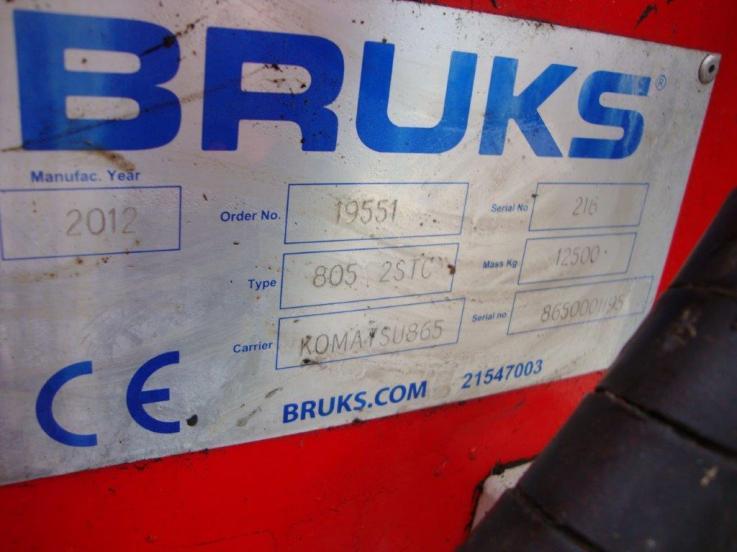 BRUKS®
Manufac. Year 2012
Order No. 19551 Serial No 216
Type 805 2STC Mass Kg 12500
Carrier KOMATSU865 Serial no
CE BRUKS.COM 21547003